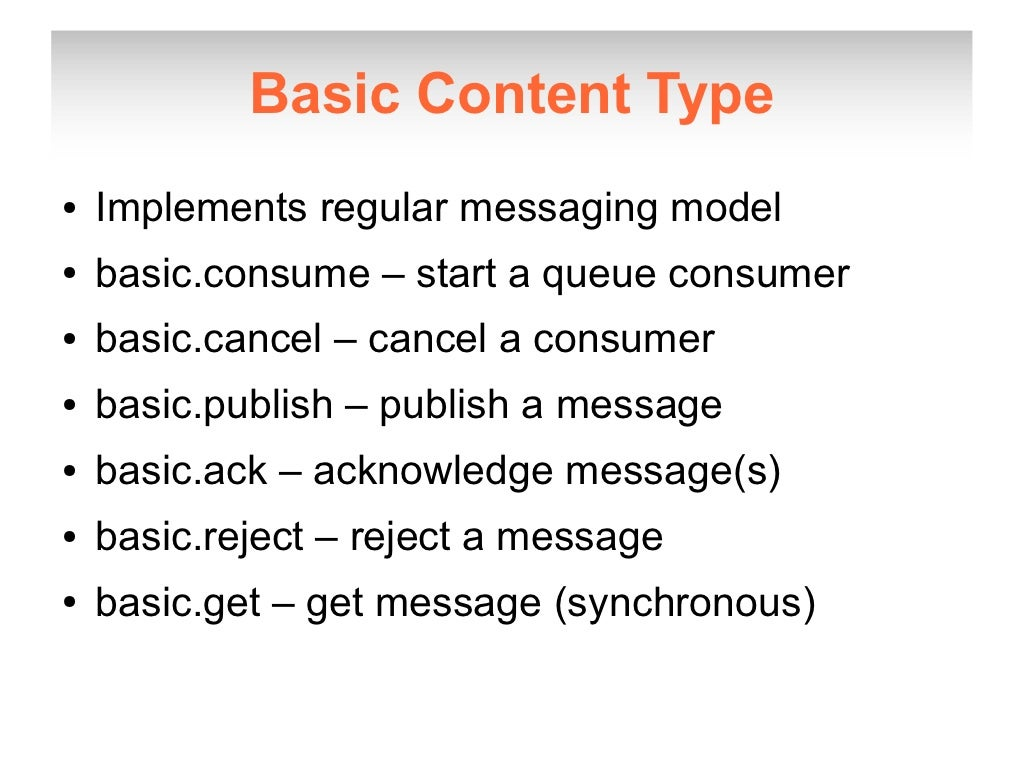 Basic Content Type
• Implements regular messaging model
• basic.consume – start a queue consumer
• basic.cancel – cancel a consumer
• basic.publish – publish a message
• basic.ack – acknowledge message(s)
• basic.reject – reject a message
• basic.get – get message (synchronous)